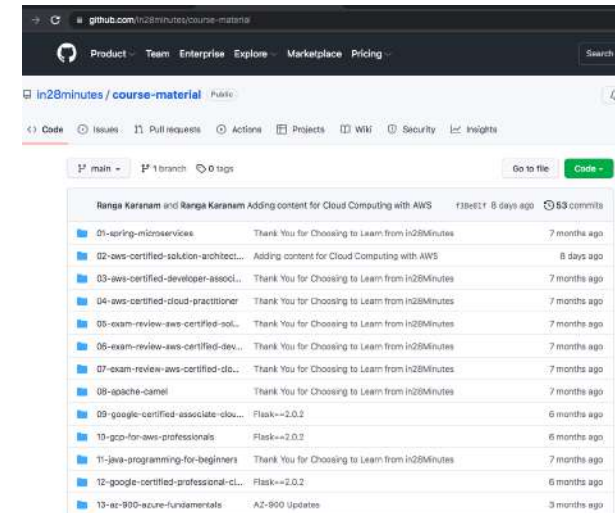 github.com/in28minutes/course-material
Product Team Enterprise Explore Marketplace Pricing Search
in28minutes / course-material Public
<> Code Issues Pull requests Actions Projects Wiki Security Insights
main 1 branch 0 tags Go to file Code
Ranga Karanam and Ranga Karanam Adding content for Cloud Computing with AWS 8 days ago 53 commits
01-spring-microservices Thank You for Choosing to Learn from in28Minutes 7 months ago
02-aws-certified-solution-architect... Adding content for Cloud Computing with AWS 8 days ago
03-aws-certified-developer-associ... Thank You for Choosing to Learn from in28Minutes 7 months ago
04-aws-certified-cloud-practitioner Thank You for Choosing to Learn from in28Minutes 7 months ago
05-exam-review-aws-certified-sol... Thank You for Choosing to Learn from in28Minutes 7 months ago
06-exam-review-aws-certified-dev... Thank You for Choosing to Learn from in28Minutes 7 months ago
07-exam-review-aws-certified-clo... Thank You for Choosing to Learn from in28Minutes 7 months ago
08-apache-camel Thank You for Choosing to Learn from in28Minutes 7 months ago
09-google-certified-associate-clou... Flask==2.0.2 6 months ago
10-gcp-for-aws-professionals Flask==2.0.2 6 months ago
11-java-programming-for-beginners Thank You for Choosing to Learn from in28Minutes 7 months ago
12-google-certified-professional-cl... Flask==2.0.2 6 months ago
13-az-900-azure-fundamentals AZ-900 Updates 3 months ago